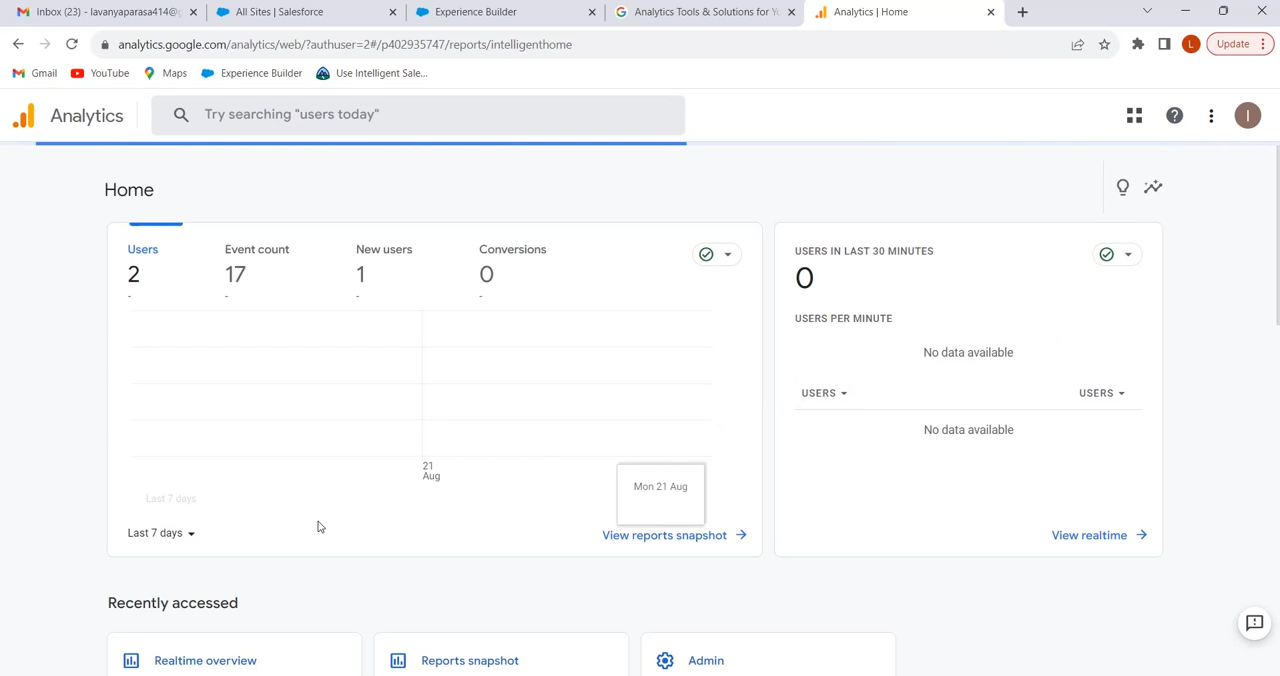 Inbox (23) - lavanyaparasa414@g
All Sites | Salesforce
Experience Builder
Analytics Tools & Solutions for Yo
Analytics | Home
analytics.google.com/analytics/web/?authuser=2#/p402935747/reports/intelligenthome
L
Update
Gmail
YouTube
Maps
Experience Builder
Use Intelligent Sale...
Analytics
Try searching "users today"
I
Home
Users
2
-
Event count
17
-
New users
1
-
Conversions
0
-
21
Aug
Last 7 days
Mon 21 Aug
Last 7 days
View reports snapshot
USERS IN LAST 30 MINUTES
0
USERS PER MINUTE
No data available
USERS
USERS
No data available
View realtime
Recently accessed
Realtime overview
Reports snapshot
Admin